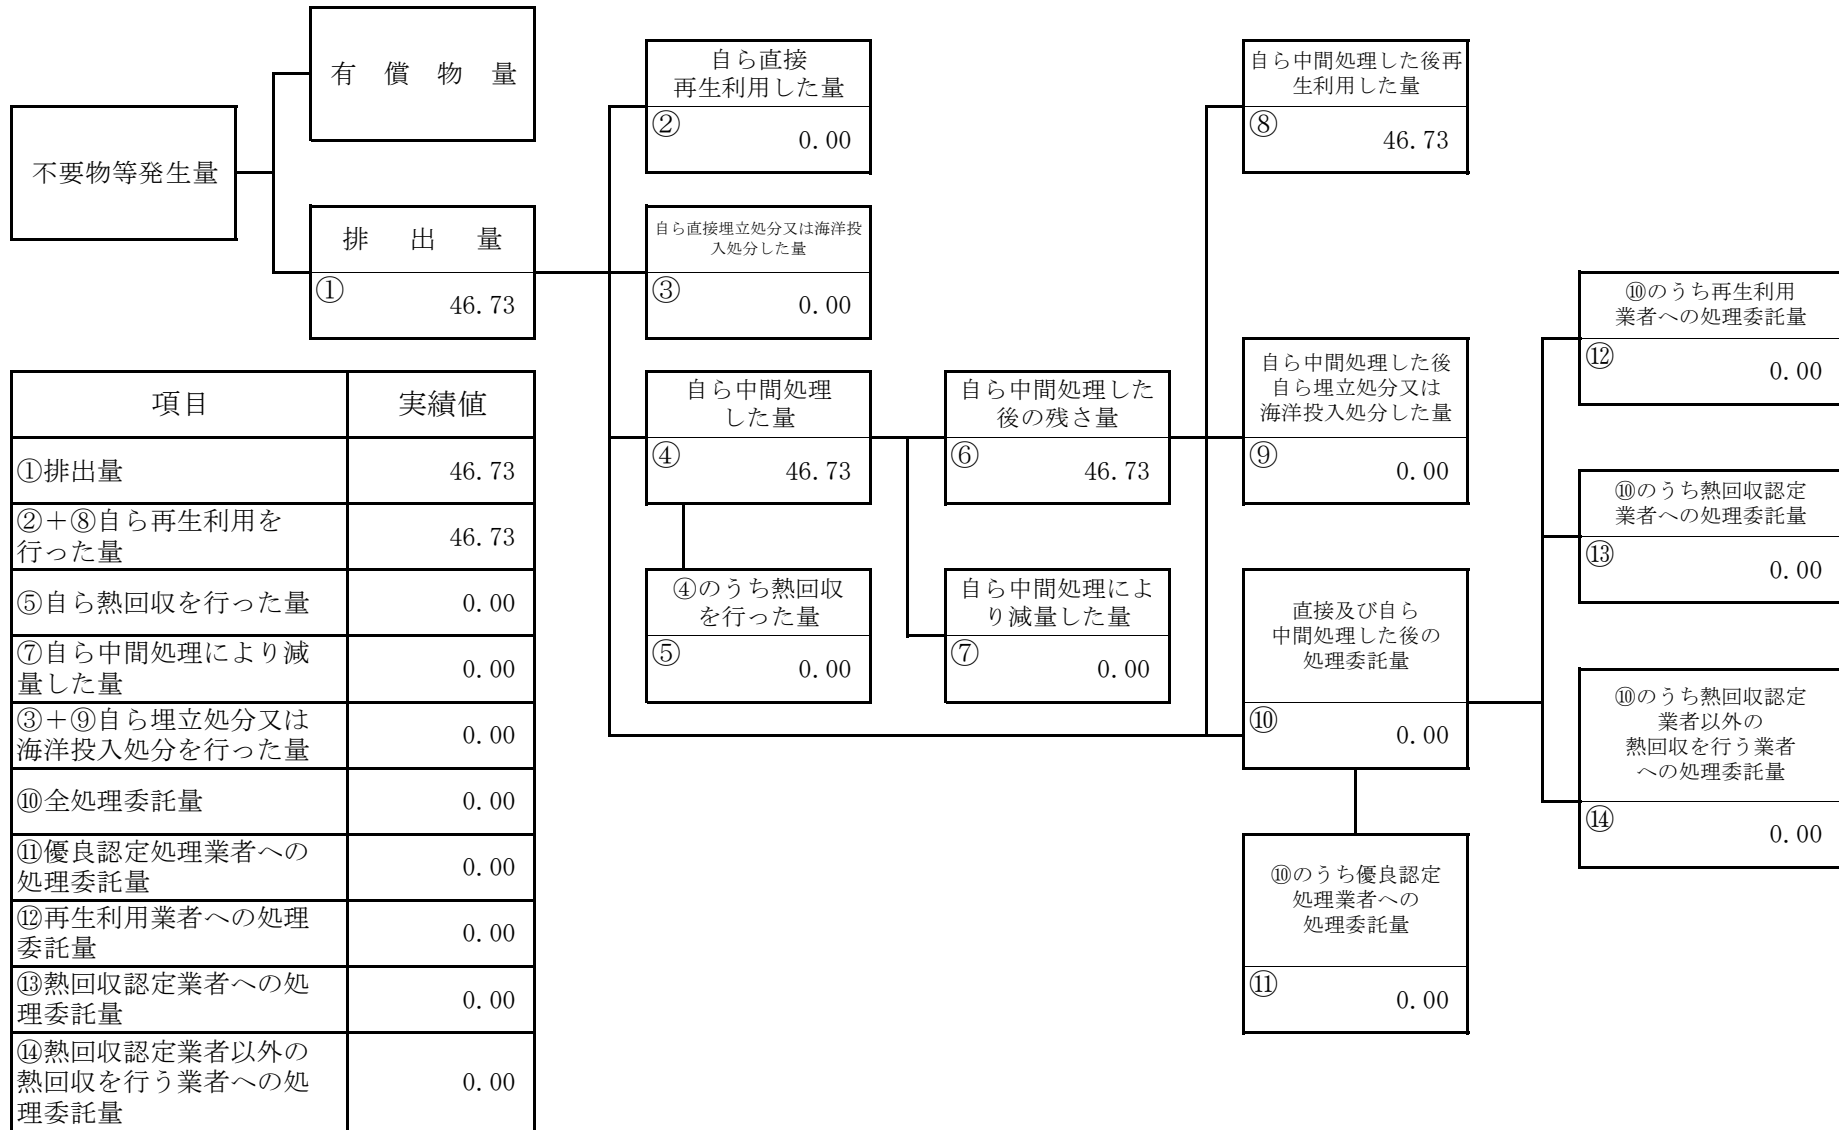 不要物等発生量
有 償 物 量
排 出 量
①
46.73
自ら直接
再生利用した量
②
0.00
自ら直接埋立処分又は海洋投
入処分した量
③
0.00
自ら中間処理
した量
④
46.73
④のうち熱回収
を行った量
⑤
0.00
自ら中間処理した
後の残さ量
⑥
46.73
自ら中間処理によ
り減量した量
⑦
0.00
自ら中間処理した後再
生利用した量
⑧
46.73
自ら中間処理した後
自ら埋立処分又は
海洋投入処分した量
⑨
0.00
直接及び自ら
中間処理した後の
処理委託量
⑩
0.00
⑩のうち優良認定
処理業者への
処理委託量
⑪
0.00
⑩のうち再生利用
業者への処理委託量
⑫
0.00
⑩のうち熱回収認定
業者への処理委託量
⑬
0.00
⑩のうち熱回収認定
業者以外の
熱回収を行う業者
への処理委託量
⑭
0.00
項目 実績値
①排出量 46.73
②+⑧自ら再生利用を
行った量 46.73
⑤自ら熱回収を行った量 0.00
⑦自ら中間処理により減
量した量 0.00
③+⑨自ら埋立処分又は
海洋投入処分を行った量 0.00
⑩全処理委託量 0.00
⑪優良認定処理業者への
処理委託量 0.00
⑫再生利用業者への処理
委託量 0.00
⑬熱回収認定業者への処
理委託量 0.00
⑭熱回収認定業者以外の
熱回収を行う業者への処 0.00
理委託量